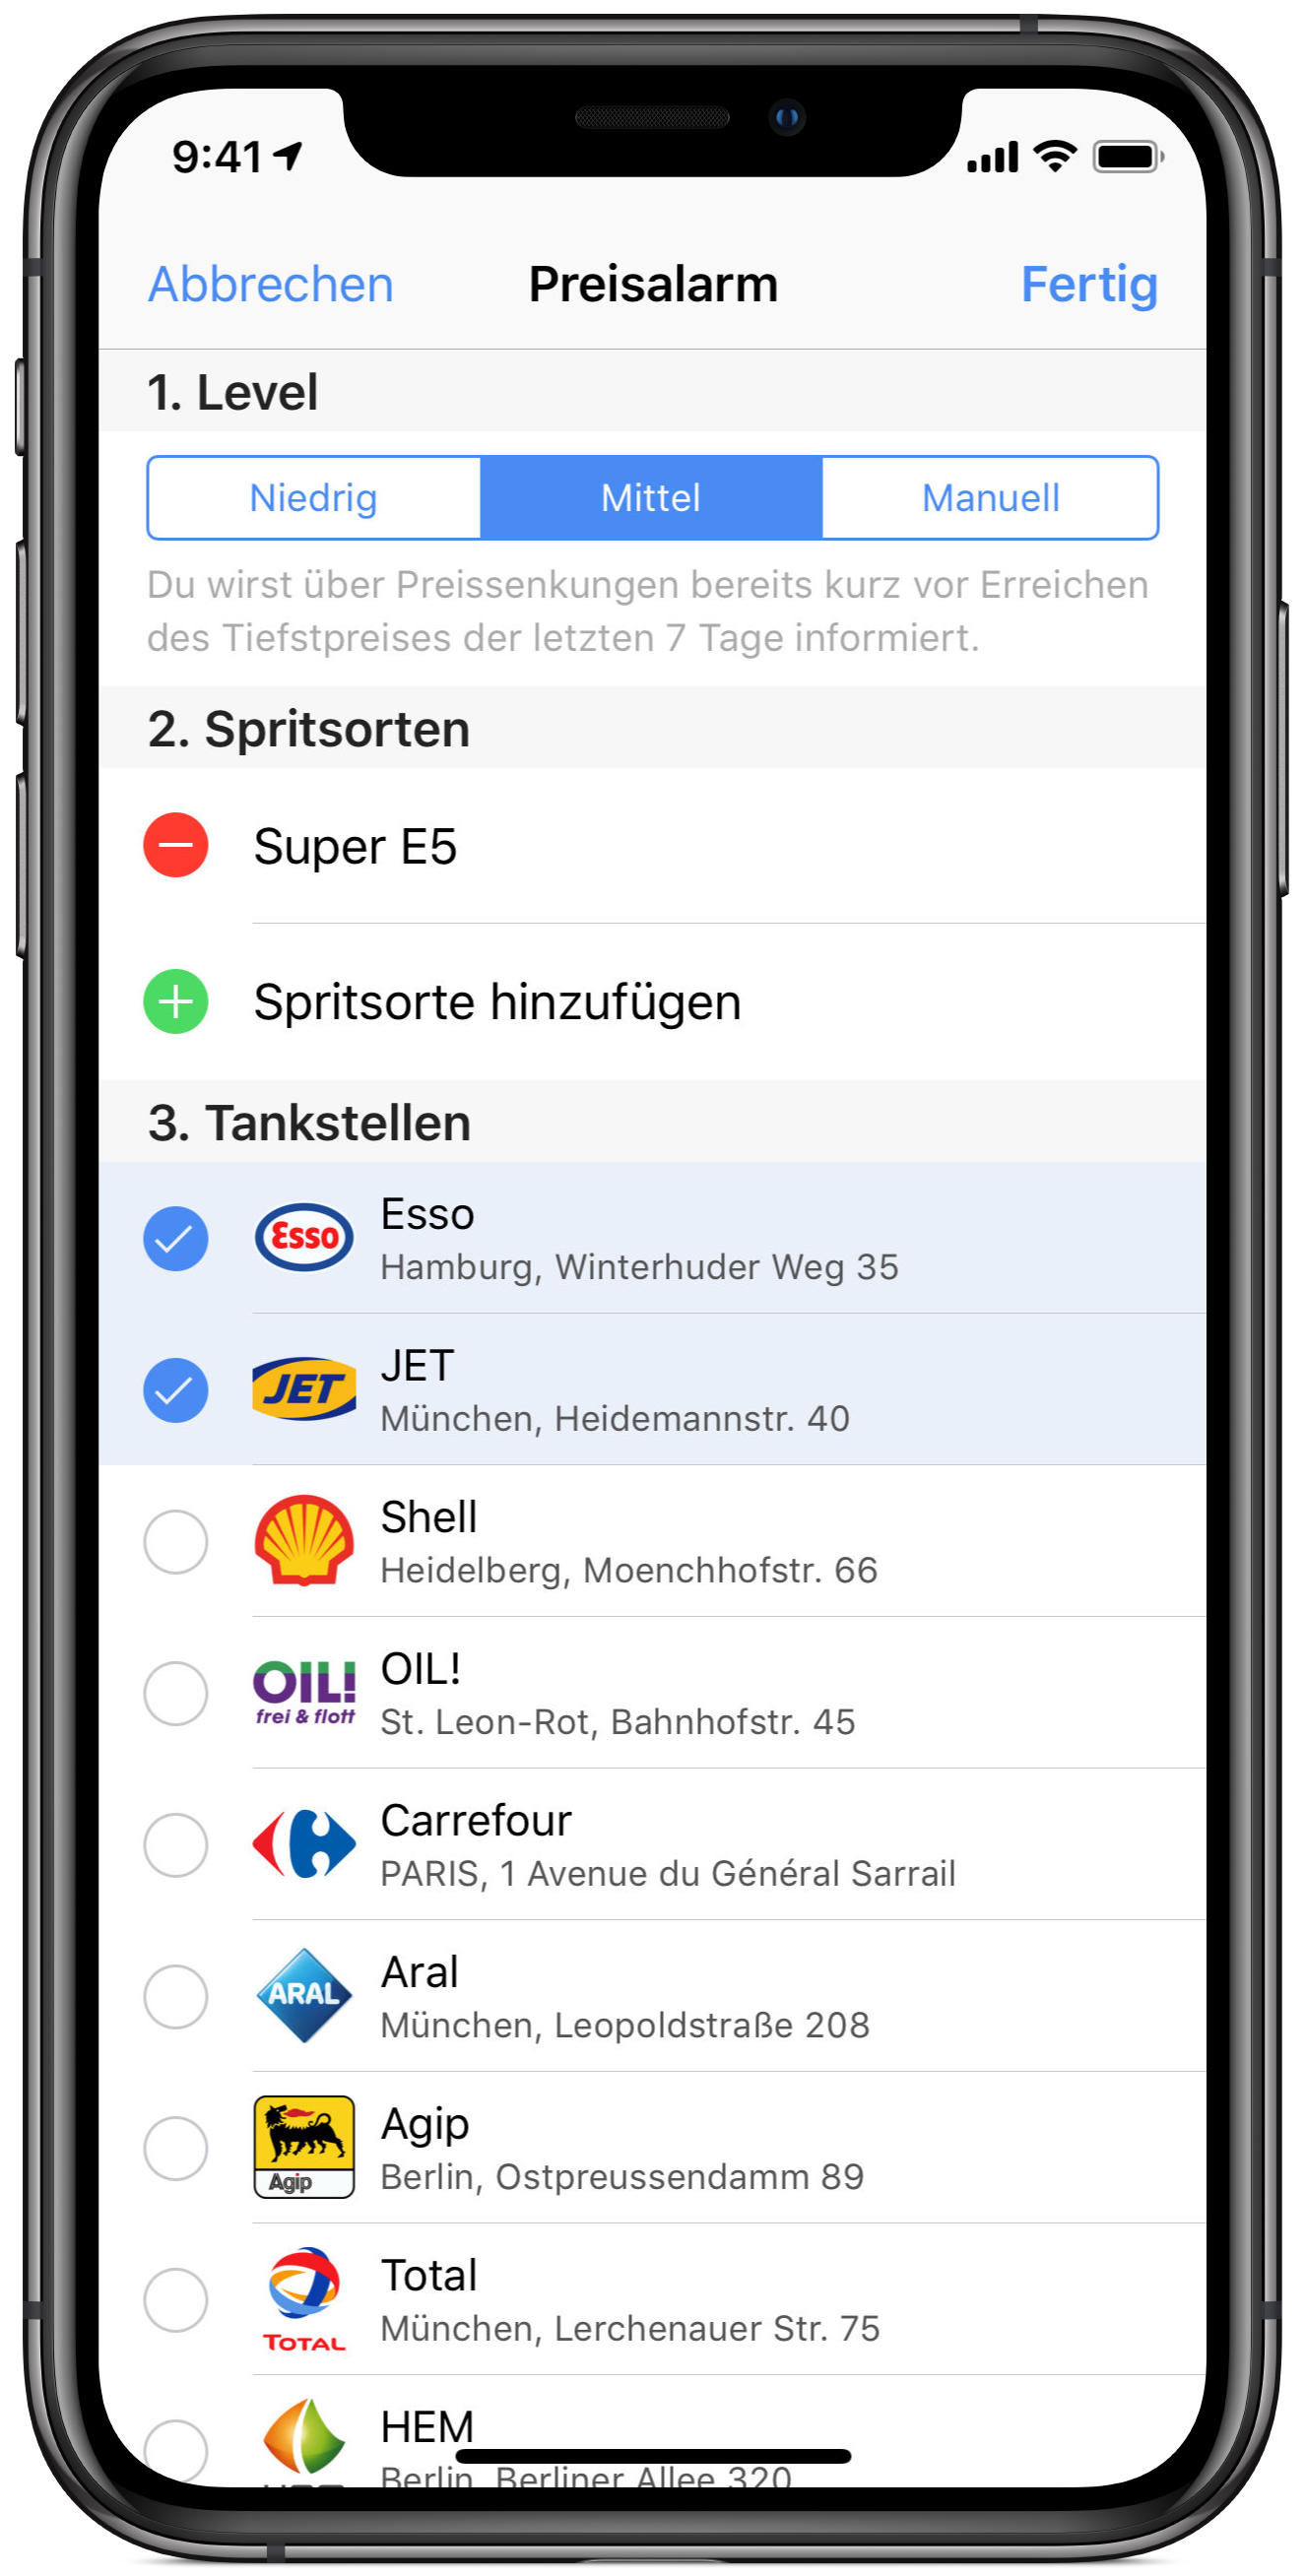 9:41
Abbrechen Preisalarm Fertig
1. Level
Niedrig Mittel Manuell
Du wirst über Preissenkungen bereits kurz vor Erreichen
des Tiefstpreises der letzten 7 Tage informiert.
2. Spritsorten
Super E5
Spritsorte hinzufügen
3. Tankstellen
Esso
Esso
Hamburg, Winterhuder Weg 35
JET
JET
München, Heidemannstr. 40
Shell
Heidelberg, Moenchhofstr. 66
OIL!
frei & flott
OIL!
St. Leon-Rot, Bahnhofstr. 45
Carrefour
PARIS, 1 Avenue du Général Sarrail
ARAL
Aral
München, Leopoldstraße 208
Agip
Agip
Berlin, Ostpreussendamm 89
TOTAL
Total
München, Lerchenauer Str. 75
HEM
Berlin, Berliner Allee 320